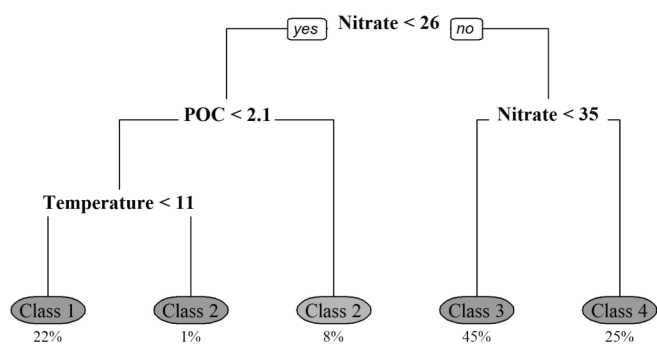 yes Nitrate < 26 no
POC < 2.1 Nitrate < 35
Temperature < 11
Class 1 Class 2 Class 2 Class 3 Class 4
22% 1% 8% 45% 25%